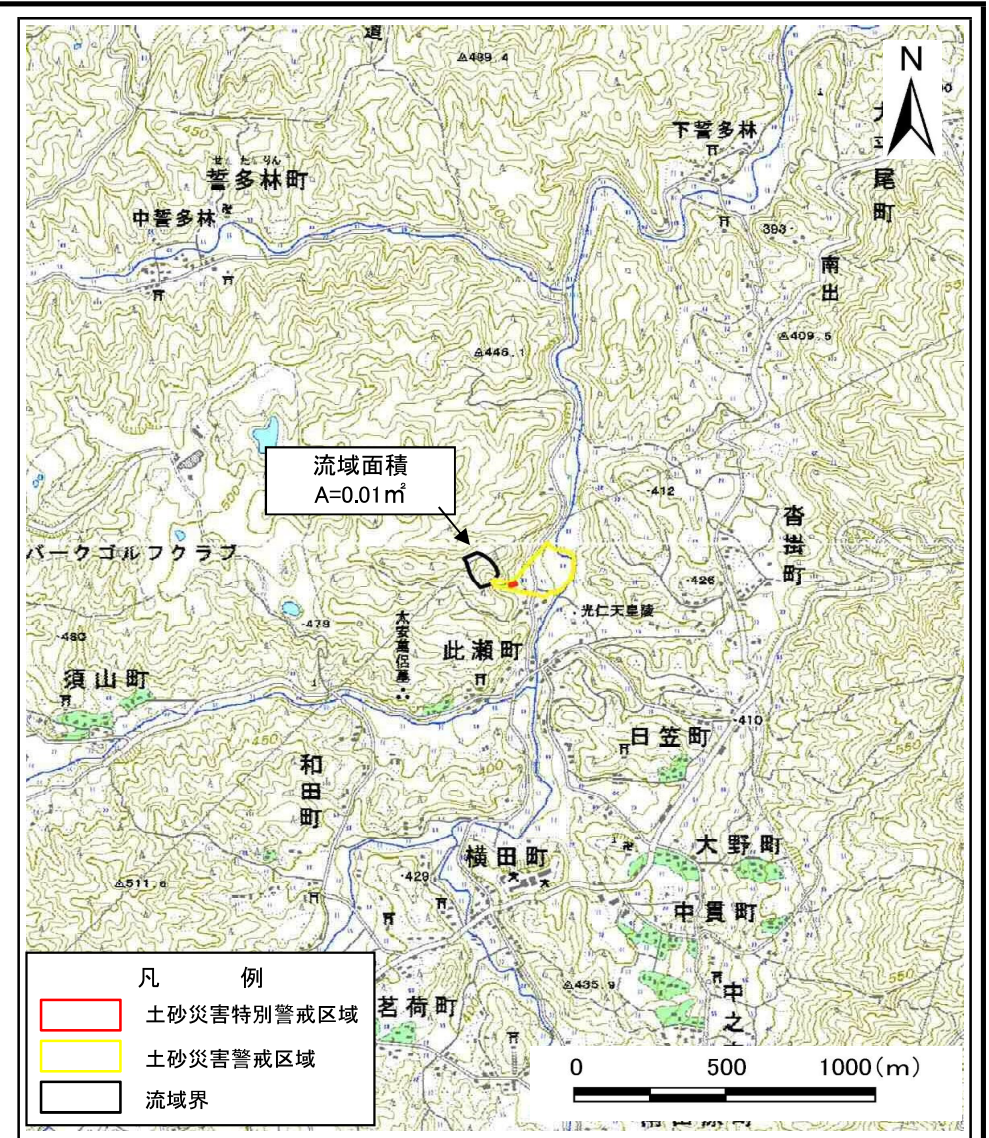 道
489.4
N
下誓多林
せたりん
誓多林町
450
中誓多林
尾町
400
393
南出
409.5
446.1
流域面積
A=0.01㎡
500
412
沓掛町
パークゴルフクラブ
426
光仁天皇陵
479
480
太安萬侶墓
此瀬町
須山町
410
日笠町
450
550
和田町
400
大野町
横田町
429
511.6
中貫町
凡 例
土砂災害特別警戒区域
土砂災害警戒区域
流域界
茗荷町
435.9
550
中之
0 500 1000(m)